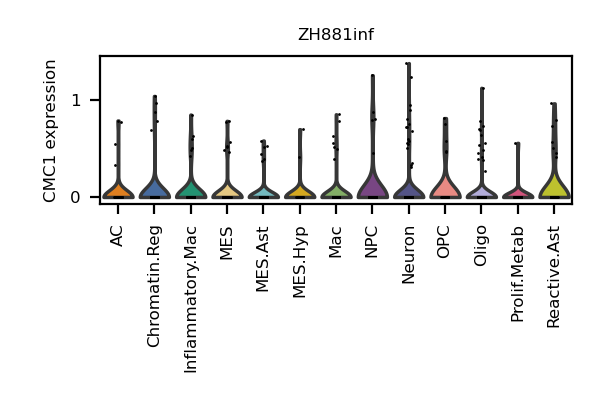 ZH881inf
CMC1 expression
1
0
AC
Chromatin.Reg
Inflammatory.Mac
MES
MES.Ast
MES.Hyp
Mac
NPC
Neuron
OPC
Oligo
Prolif.Metab
Reactive.Ast